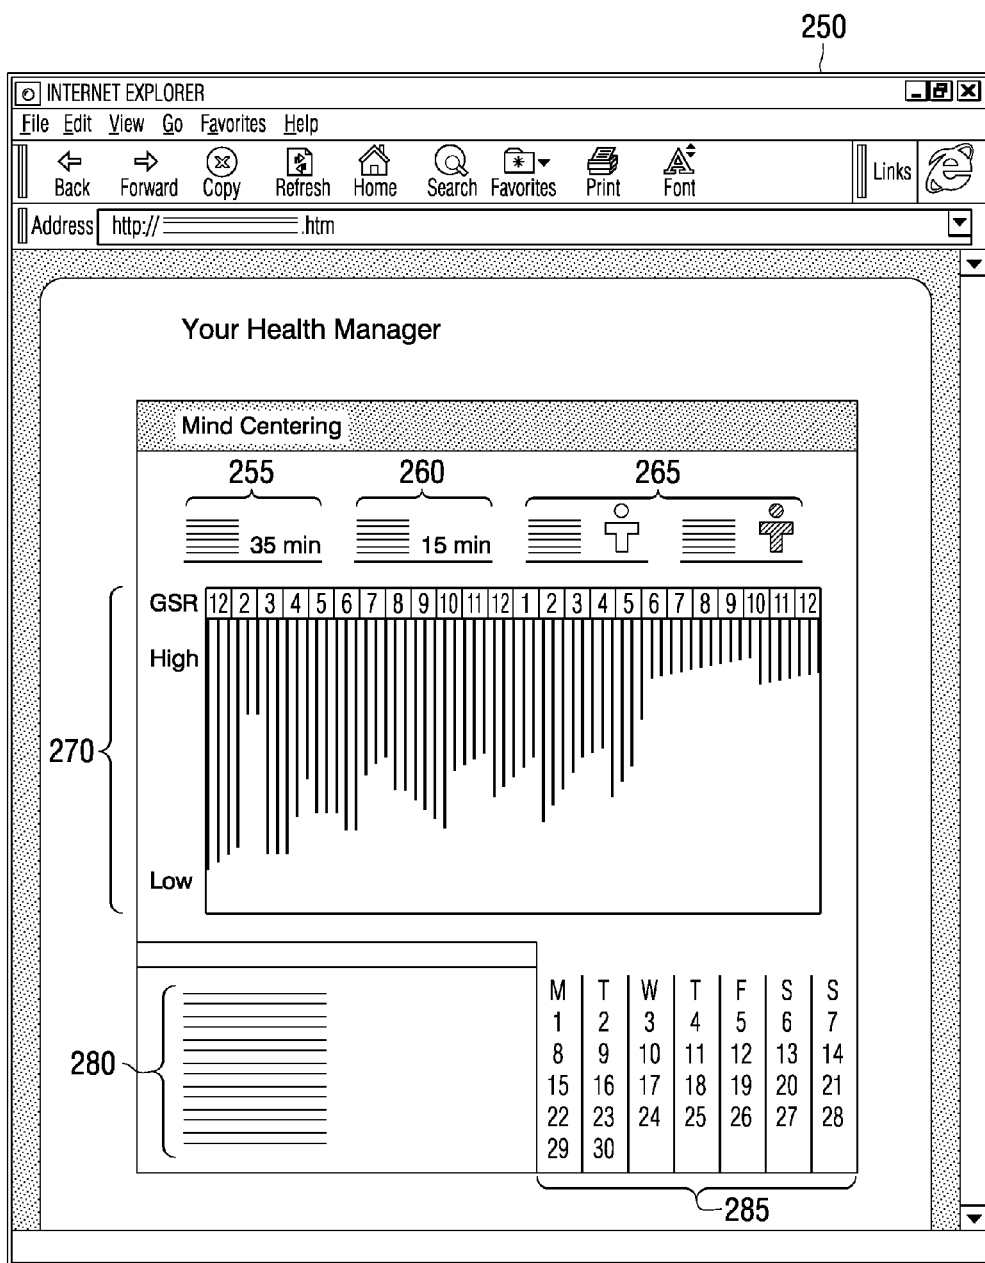 250
INTERNET EXPLORER
File Edit View Go Favorites Help
Back Forward Copy Refresh Home Search Favorites Print Font Links
Address http:// .htm
Your Health Manager
Mind Centering
255 260 265
35 min 15 min
GSR 12 2 3 4 5 6 7 8 9 10 11 12 1 2 3 4 5 6 7 8 9 10 11 12
High
270
Low
M T W T F S S
1 2 3 4 5 6 7
8 9 10 11 12 13 14
280
15 16 17 18 19 20 21
22 23 24 25 26 27 28
29 30
285